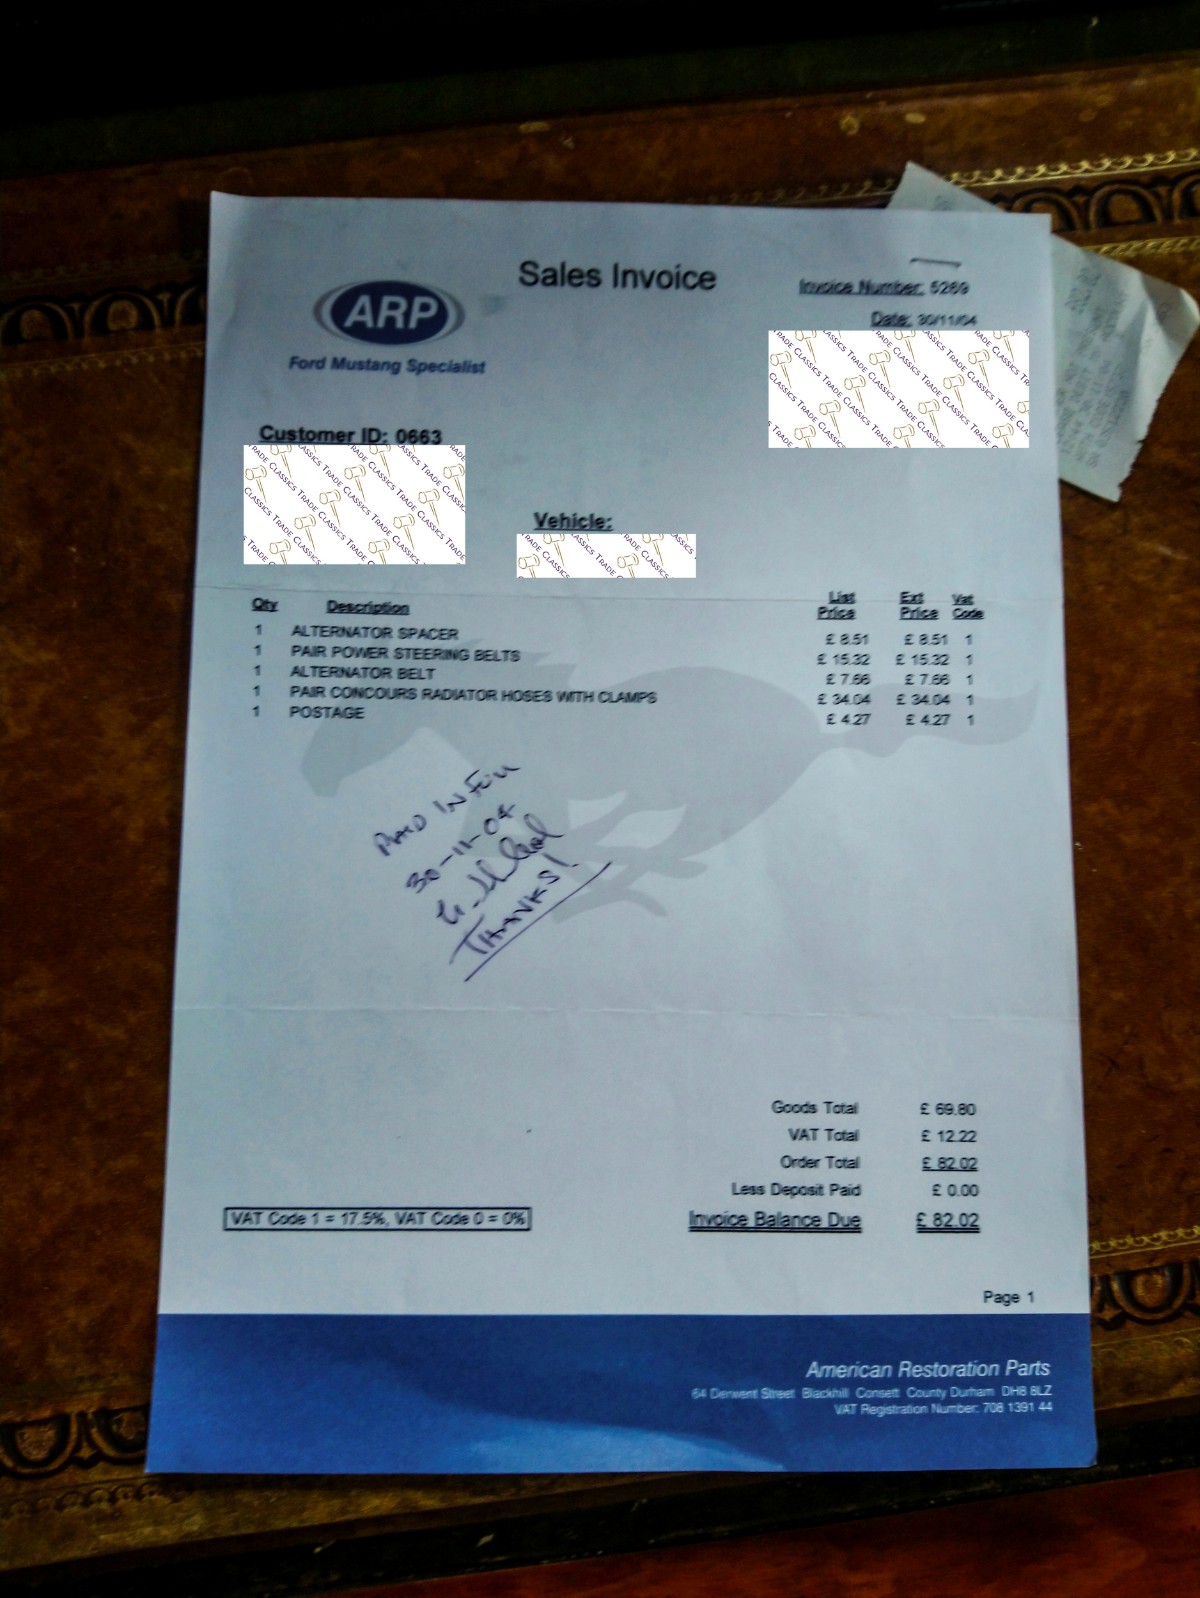 Sales Invoice
ARP
Ford Mustang Specialist
Invoice Number: 5269
Date: 30/11/04
Customer ID: 0663
Vehicle:
Qty Description List Price Ext Price Vat Code
1 ALTERNATOR SPACER £ 8.51 £ 8.51 1
1 PAIR POWER STEERING BELTS £ 15.32 £ 15.32 1
1 ALTERNATOR BELT £ 7.66 £ 7.66 1
1 PAIR CONCOURS RADIATOR HOSES WITH CLAMPS £ 34.04 £ 34.04 1
1 POSTAGE £ 4.27 £ 4.27 1
PAID IN FULL
30-11-04
THANKS!
Goods Total £ 69.80
VAT Total £ 12.22
Order Total £ 82.02
Less Deposit Paid £ 0.00
VAT Code 1 = 17.5%, VAT Code 0 = 0%
Invoice Balance Due £ 82.02
Page 1
American Restoration Parts
64 Derwent Street Blackhill Consett County Durham DH8 8LZ
VAT Registration Number: 708 1391 44
TRADE CLASSICS